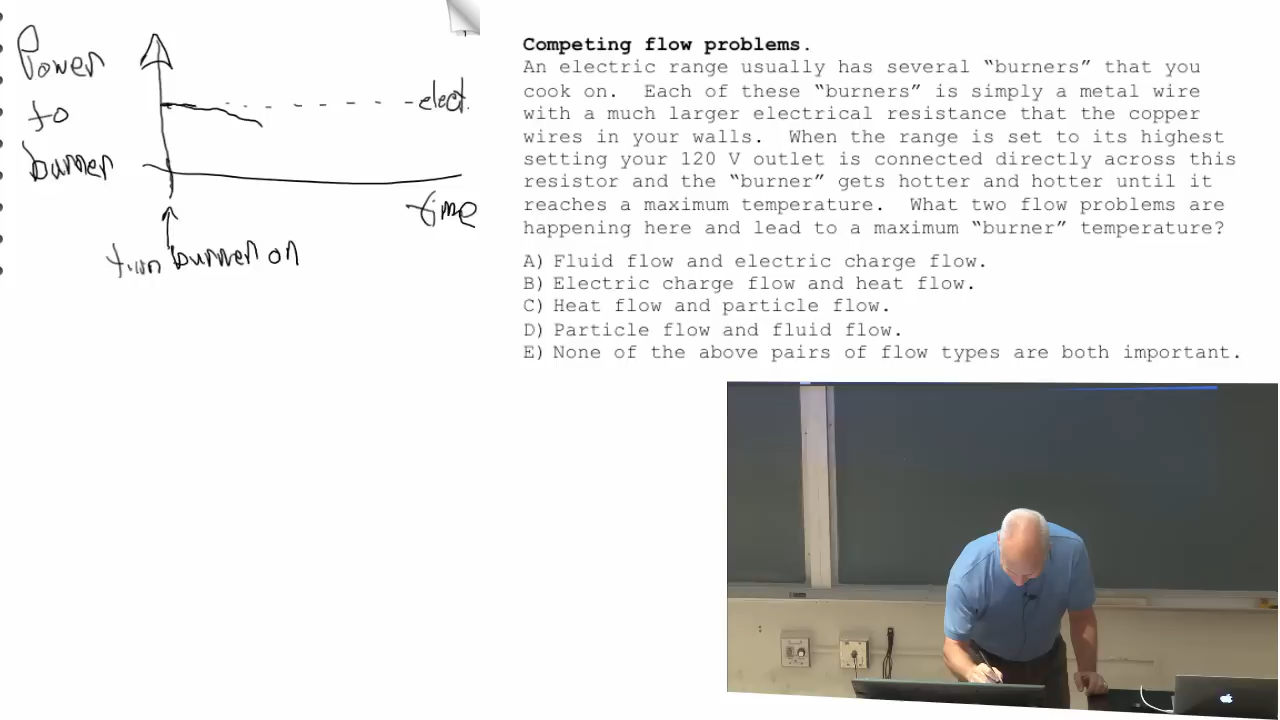 Power
to
burner
elect.
time
turn burner on
Competing flow problems.
An electric range usually has several “burners” that you
cook on. Each of these “burners” is simply a metal wire
with a much larger electrical resistance that the copper
wires in your walls. When the range is set to its highest
setting your 120 V outlet is connected directly across this
resistor and the “burner” gets hotter and hotter until it
reaches a maximum temperature. What two flow problems are
happening here and lead to a maximum “burner” temperature?
A) Fluid flow and electric charge flow.
B) Electric charge flow and heat flow.
C) Heat flow and particle flow.
D) Particle flow and fluid flow.
E) None of the above pairs of flow types are both important.